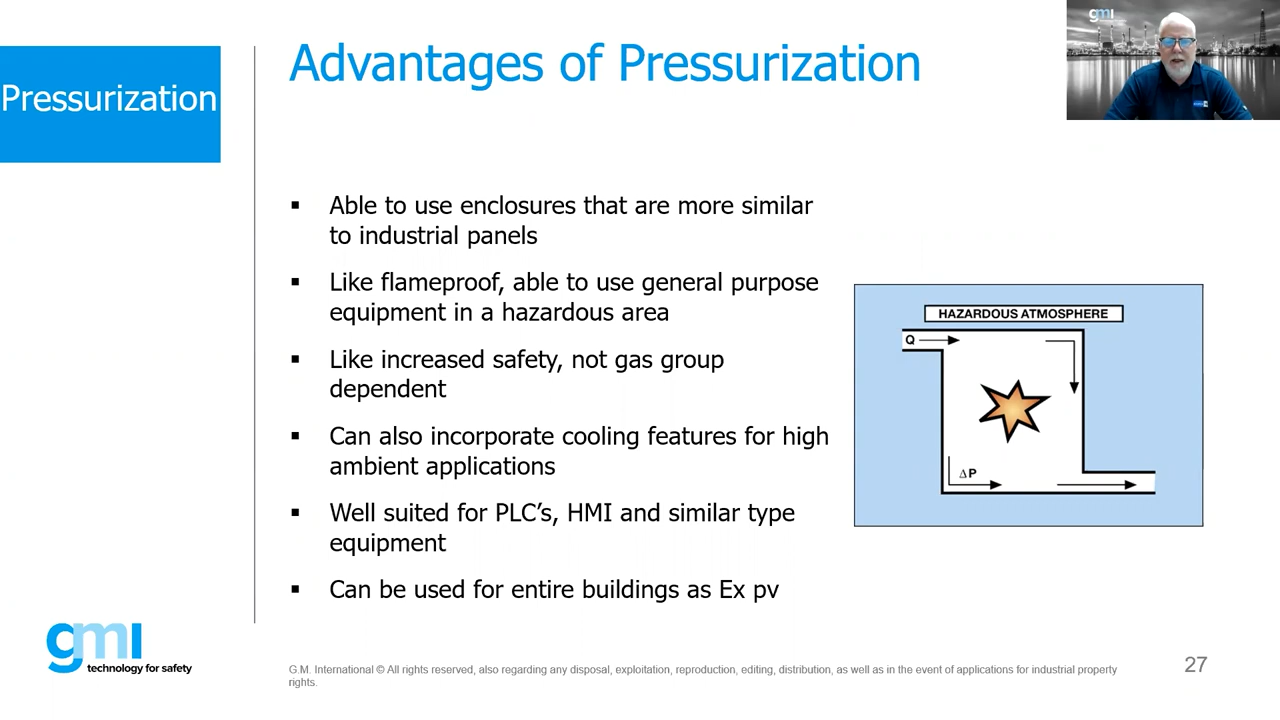 Pressurization
Advantages of Pressurization
gmi
▪ Able to use enclosures that are more similar
to industrial panels
▪ Like flameproof, able to use general purpose
equipment in a hazardous area
▪ Like increased safety, not gas group
dependent
▪ Can also incorporate cooling features for high
ambient applications
▪ Well suited for PLC’s, HMI and similar type
equipment
▪ Can be used for entire buildings as Ex pv
HAZARDOUS ATMOSPHERE
Q
ΔP
gmi
technology for safety
G.M. International © All rights reserved, also regarding any disposal, exploitation, reproduction, editing, distribution, as well as in the event of applications for industrial property
rights.
27